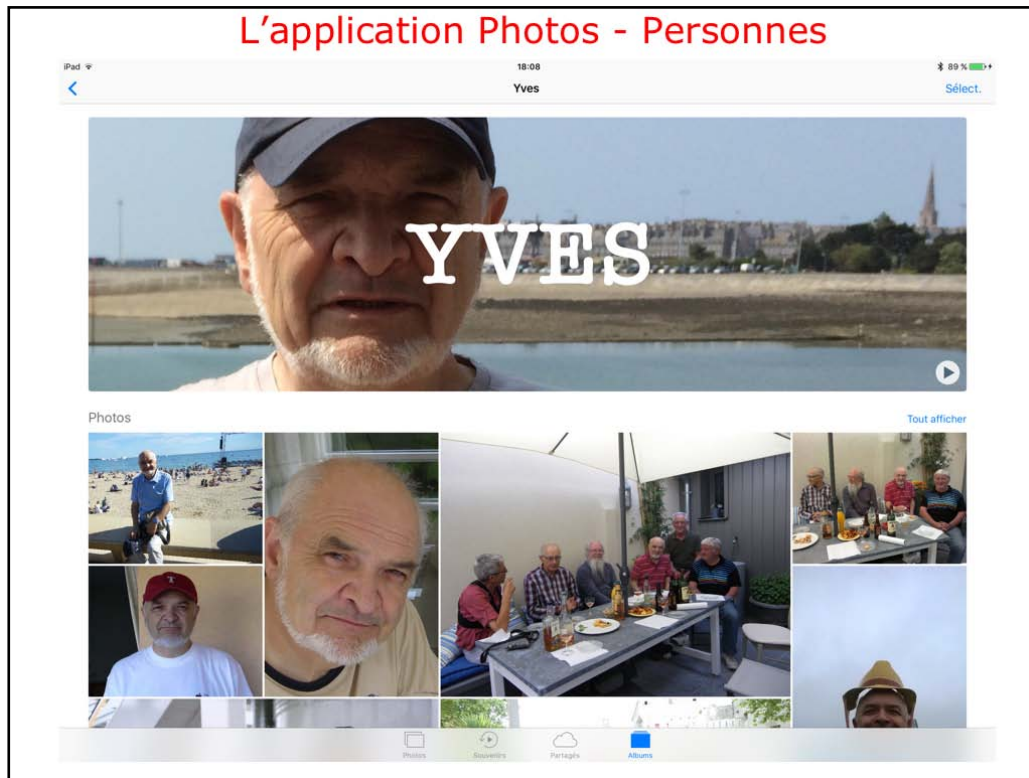 L'application Photos - Personnes
iPad 18:08 89 %
Yves Sélect.
YVES
Photos Tout afficher
Photos Souvenirs Partagés Albums